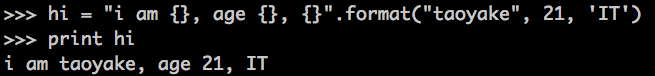 >>> hi = "i am {}, age {}, {}".format("taoyake", 21, 'IT')
>>> print hi
i am taoyake, age 21, IT